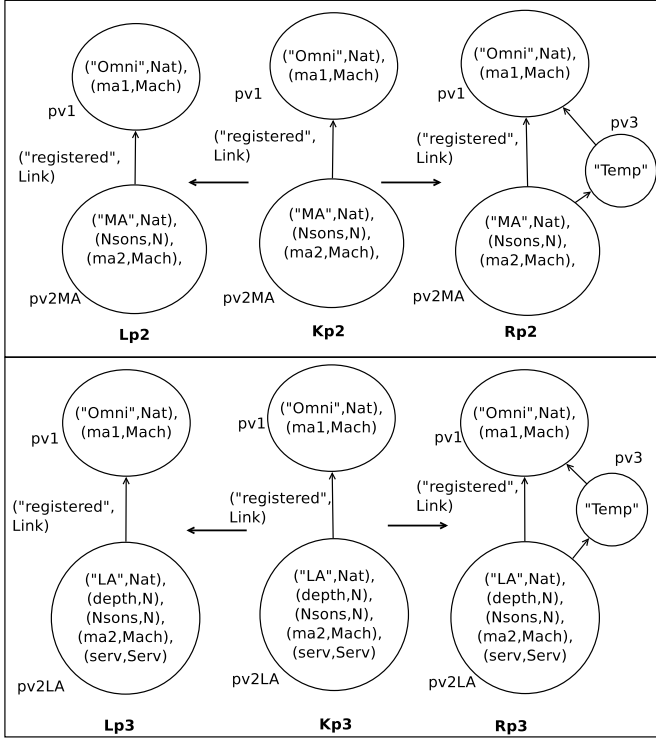 ("Omni",Nat),
(ma1,Mach)
pv1
("registered",
Link)
("MA",Nat),
(Nsons,N),
(ma2,Mach),
pv2MA
Lp2
("Omni",Nat),
(ma1,Mach)
pv1
("registered",
Link)
("MA",Nat),
(Nsons,N),
(ma2,Mach),
pv2MA
Kp2
("Omni",Nat),
(ma1,Mach)
pv1
pv3
("registered",
Link)
"Temp"
("MA",Nat),
(Nsons,N),
(ma2,Mach),
pv2MA
Rp2
("Omni",Nat),
(ma1,Mach)
pv1
("registered",
Link)
("LA",Nat),
(depth,N),
(Nsons,N),
(ma2,Mach),
(serv,Serv)
pv2LA
Lp3
("Omni",Nat),
(ma1,Mach)
pv1
("registered",
Link)
("LA",Nat),
(depth,N),
(Nsons,N),
(ma2,Mach),
(serv,Serv)
pv2LA
Kp3
("Omni",Nat),
(ma1,Mach)
pv1
pv3
("registered",
Link)
"Temp"
("LA",Nat),
(depth,N),
(Nsons,N),
(ma2,Mach),
(serv,Serv)
pv2LA
Rp3